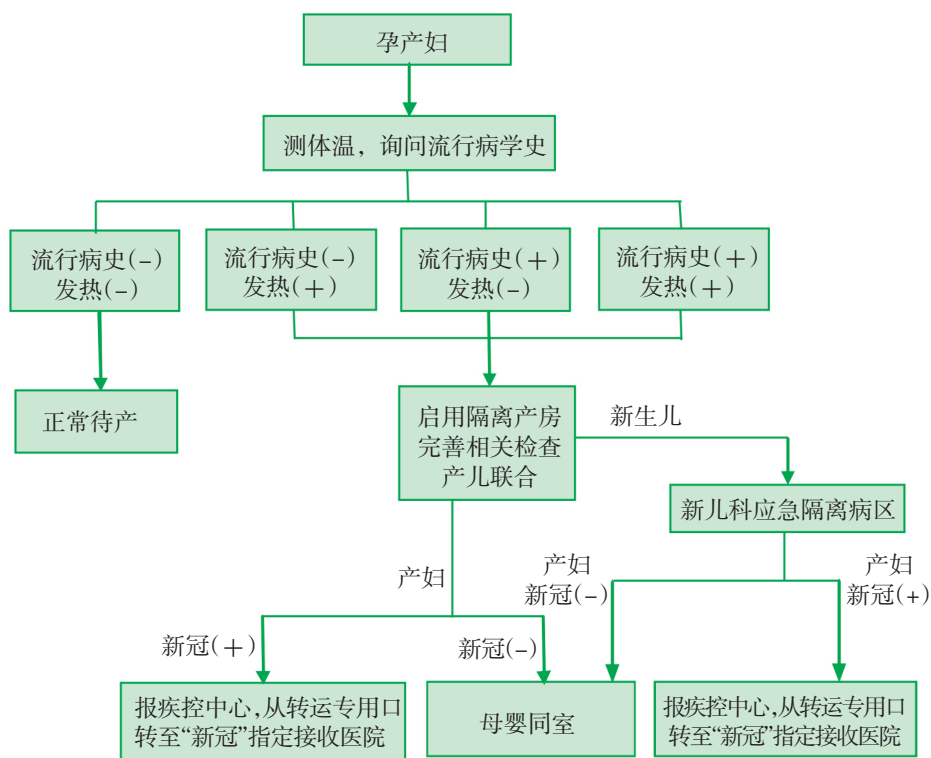 孕产妇
测体温，询问流行病学史
流行病史(-)
发热(-)
流行病史(-)
发热(+)
流行病史(+)
发热(-)
流行病史(+)
发热(+)
正常待产
启用隔离产房
完善相关检查
产儿联合
新生儿
新儿科应急隔离病区
产妇
产妇
新冠(-)
产妇
新冠(+)
新冠(+)
新冠(-)
报疾控中心,从转运专用口
转至“新冠”指定接收医院
母婴同室
报疾控中心,从转运专用口
转至“新冠”指定接收医院